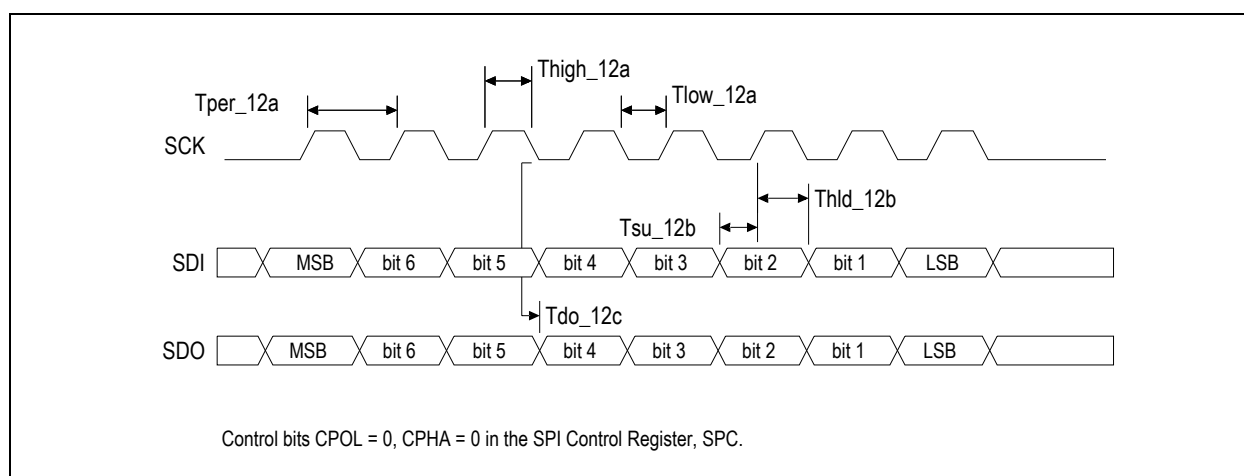 Thigh_12a
Tlow_12a
Tper_12a
SCK
Thld_12b
Tsu_12b
SDI MSB bit 6 bit 5 bit 4 bit 3 bit 2 bit 1 LSB
Tdo_12c
SDO MSB bit 6 bit 5 bit 4 bit 3 bit 2 bit 1 LSB
Control bits CPOL = 0, CPHA = 0 in the SPI Control Register, SPC.